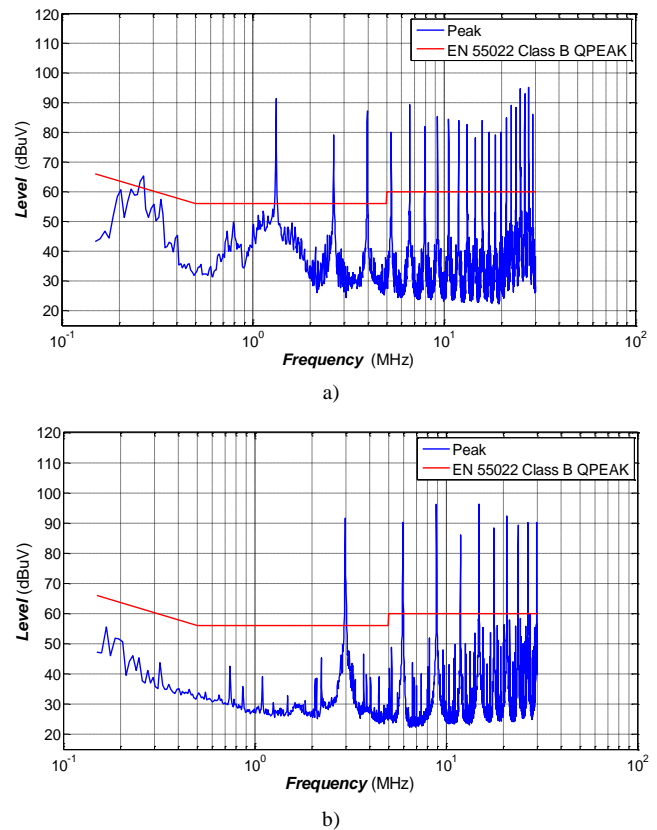 120
110
100
90
80
70
60
50
40
30
20
Level (dBuV)
Peak
EN 55022 Class B QPEAK
10^-1 10^0 10^1 10^2
Frequency (MHz)
a)
120
110
100
90
80
70
60
50
40
30
20
Level (dBuV)
Peak
EN 55022 Class B QPEAK
10^-1 10^0 10^1 10^2
Frequency (MHz)
b)